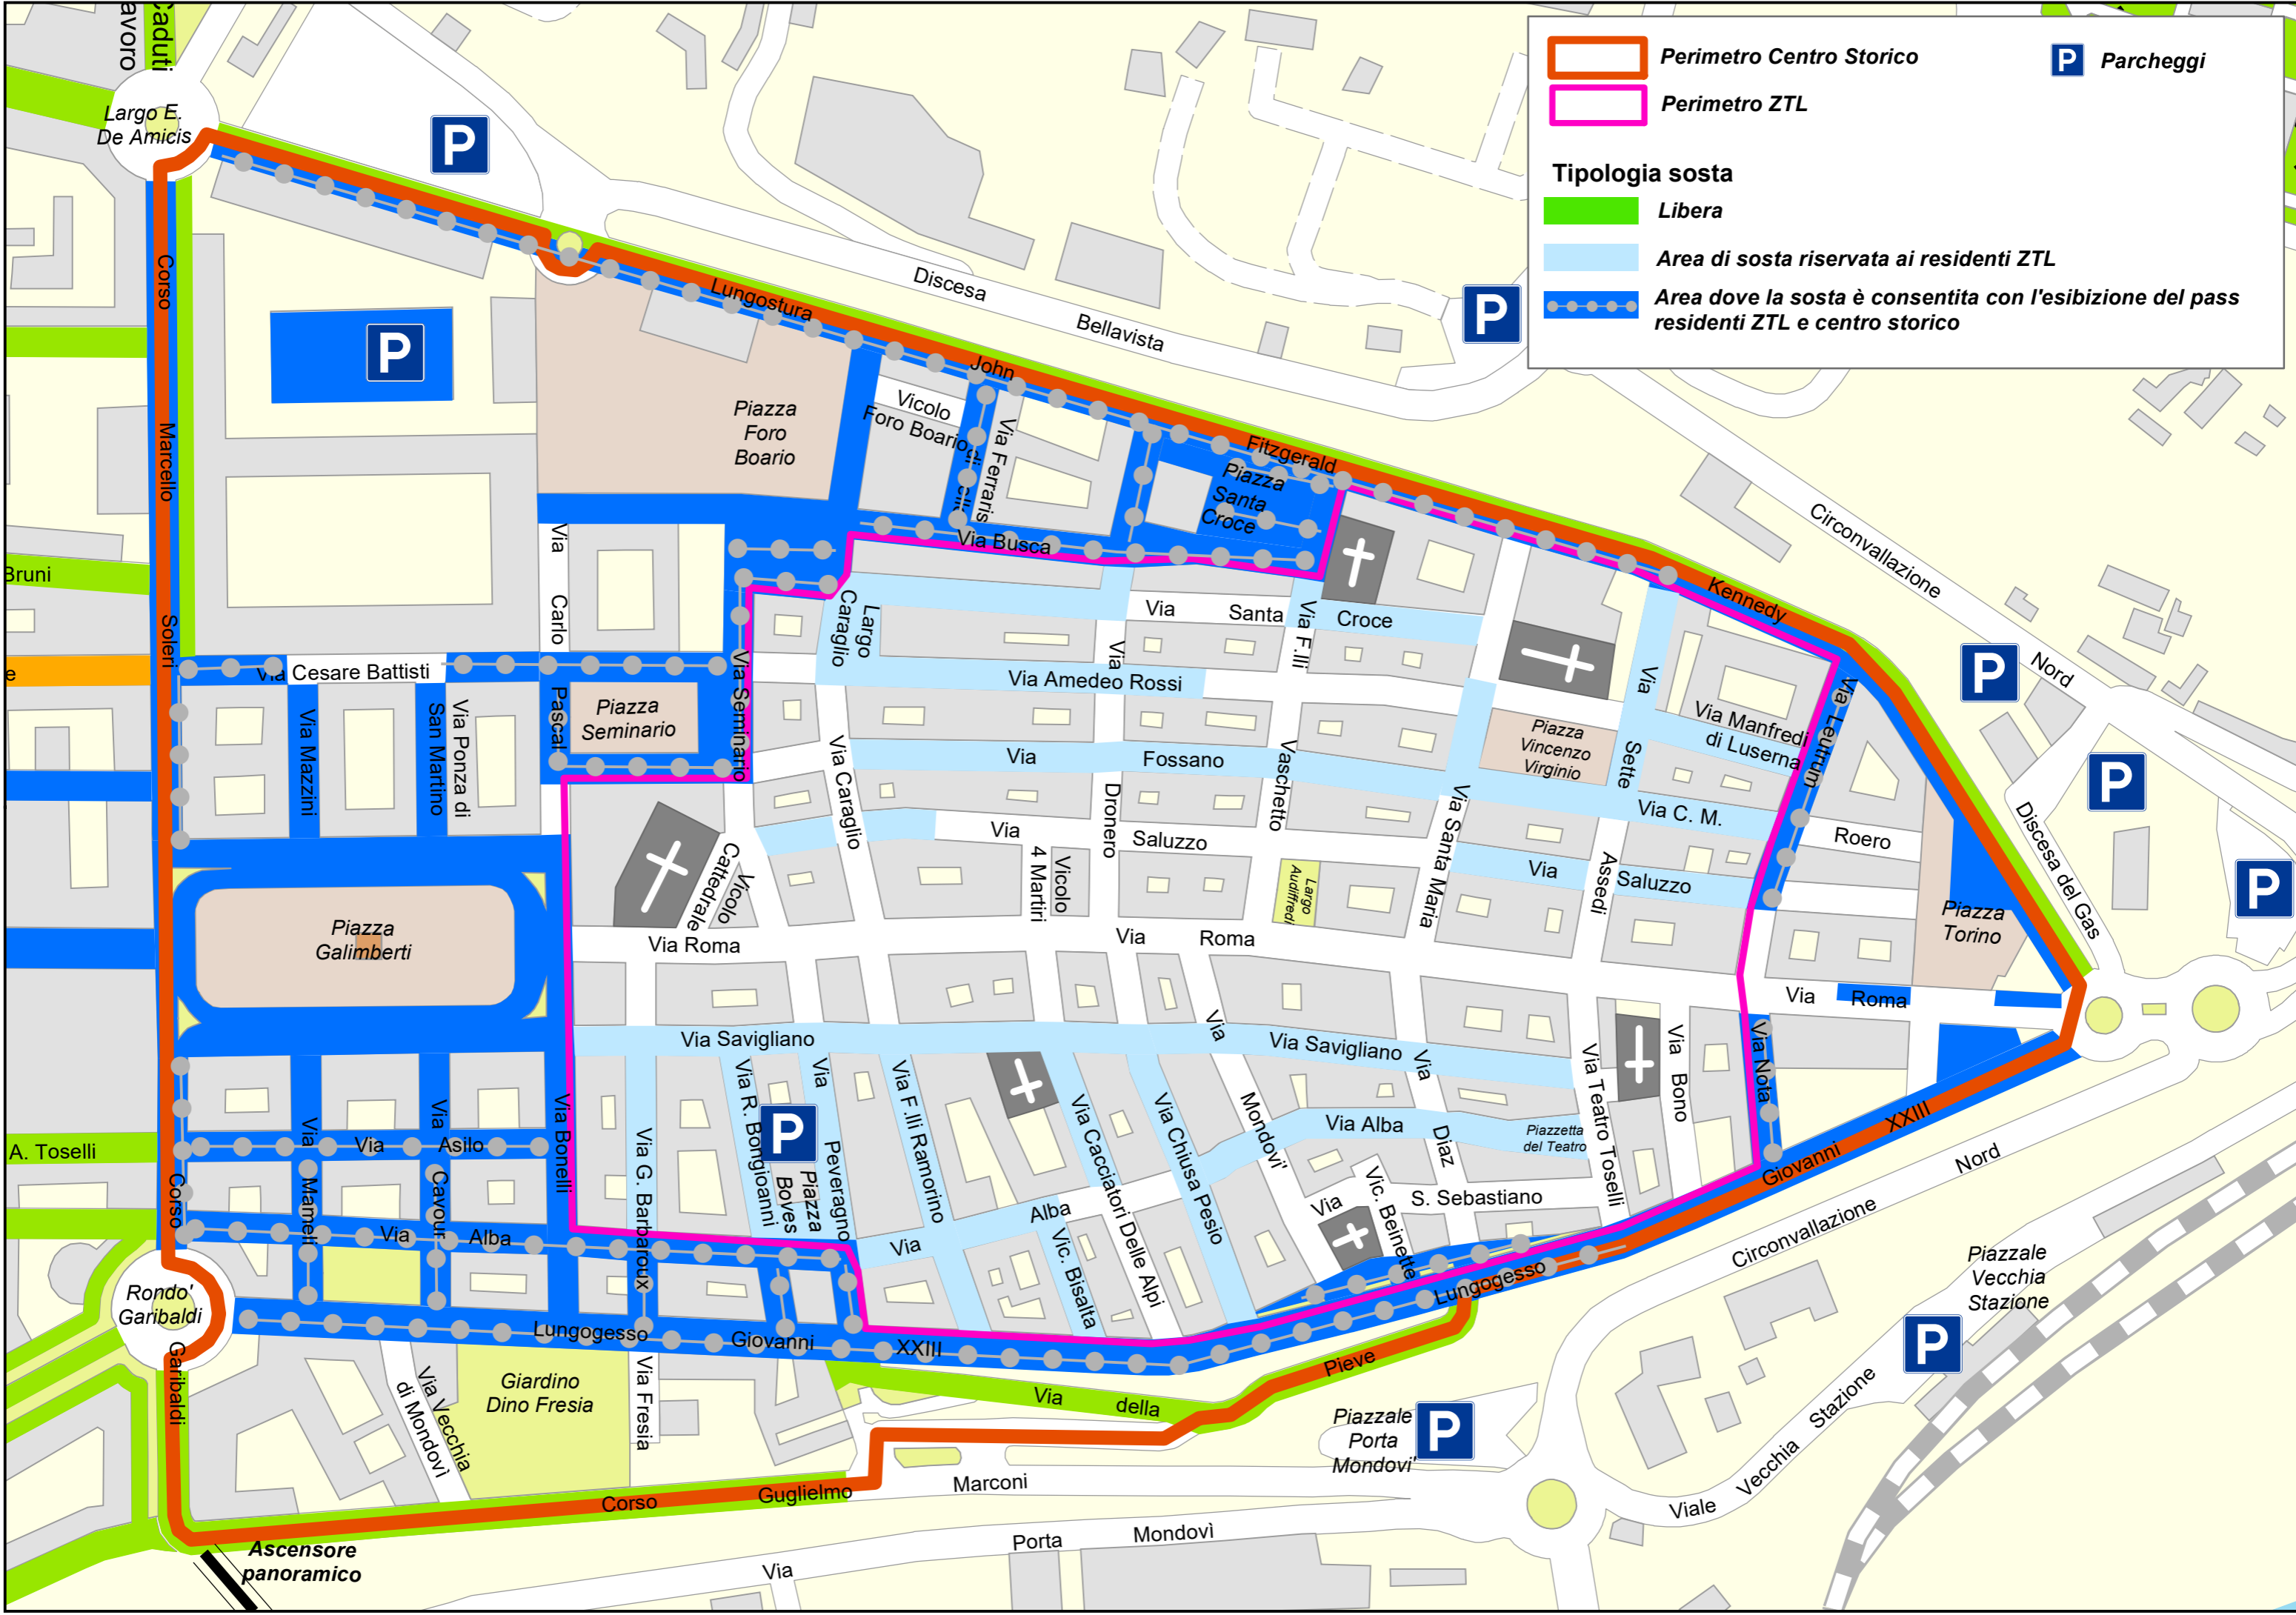 Perimetro Centro Storico
Perimetro ZTL
P Parcheggi
Tipologia sosta
Libera
Area di sosta riservata ai residenti ZTL
Area dove la sosta è consentita con l'esibizione del pass
residenti ZTL e centro storico
Caduti
avoro
Largo E.
De Amicis
P
P
P
P
P
P
P
P
P
Corso
Marcello
Soleri
Lungostura
John
Fitzgerald
Kennedy
Discesa
Bellavista
Circonvallazione
Nord
Piazza
Foro
Boario
Vicolo
Foro Boario di
Via Ferraris
Piazza
Santa
Croce
Via Busca
Bruni
e
Via
Carlo
Pascal
Via Cesare Battisti
Via Mazzini
Via Ponza di
San Martino
Piazza
Seminario
Via Seminario
Largo
Caraglio
Via
Santa
Croce
Via F.lli
Vaschetto
Via Amedeo Rossi
Via
Dronero
Via
Fossano
Via Caraglio
Via
Saluzzo
Vicolo
4 Martiri
Vicolo
Cattedrale
Largo
Audiffredi
Via Santa Maria
Piazza
Vincenzo
Virginio
Via
Sette
Assedi
Via Manfredi
di Luserna
Via Leutrum
Via C. M.
Roero
Via
Saluzzo
Piazza
Torino
Discesa del Gas
Piazza
Galimberti
Via Roma
Via
Roma
Via
Roma
Via Savigliano
Via Savigliano
Via
Mondovi'
Via
Diaz
Via Teatro Toselli
Via
Bono
Via Nota
A. Toselli
Via
Mameli
Via
Cavour
Via
Asilo
Via Bonelli
Via G. Barbaroux
Via R. Bongioanni
Piazza
Boves
Via
Peveragno
Via F.lli Ramorino
Via Cacciatori Delle Alpi
Via Chiusa Pesio
Via Alba
Piazzetta
del Teatro
Via
S. Sebastiano
Vic. Beinette
Via
Alba
Vic. Bisalta
Via
Alba
Corso
Rondo'
Garibaldi
Garibaldi
Lungogesso
Giovanni
XXIII
Lungogesso
Giovanni
XXIII
Circonvallazione
Nord
Via Vecchia
di Mondovì
Giardino
Dino Fresia
Via Fresia
Via
della
Pieve
Corso
Guglielmo
Marconi
Piazzale
Porta
Mondovi'
Piazzale
Vecchia
Stazione
Viale
Vecchia
Stazione
Ascensore
panoramico
Via
Porta
Mondovì